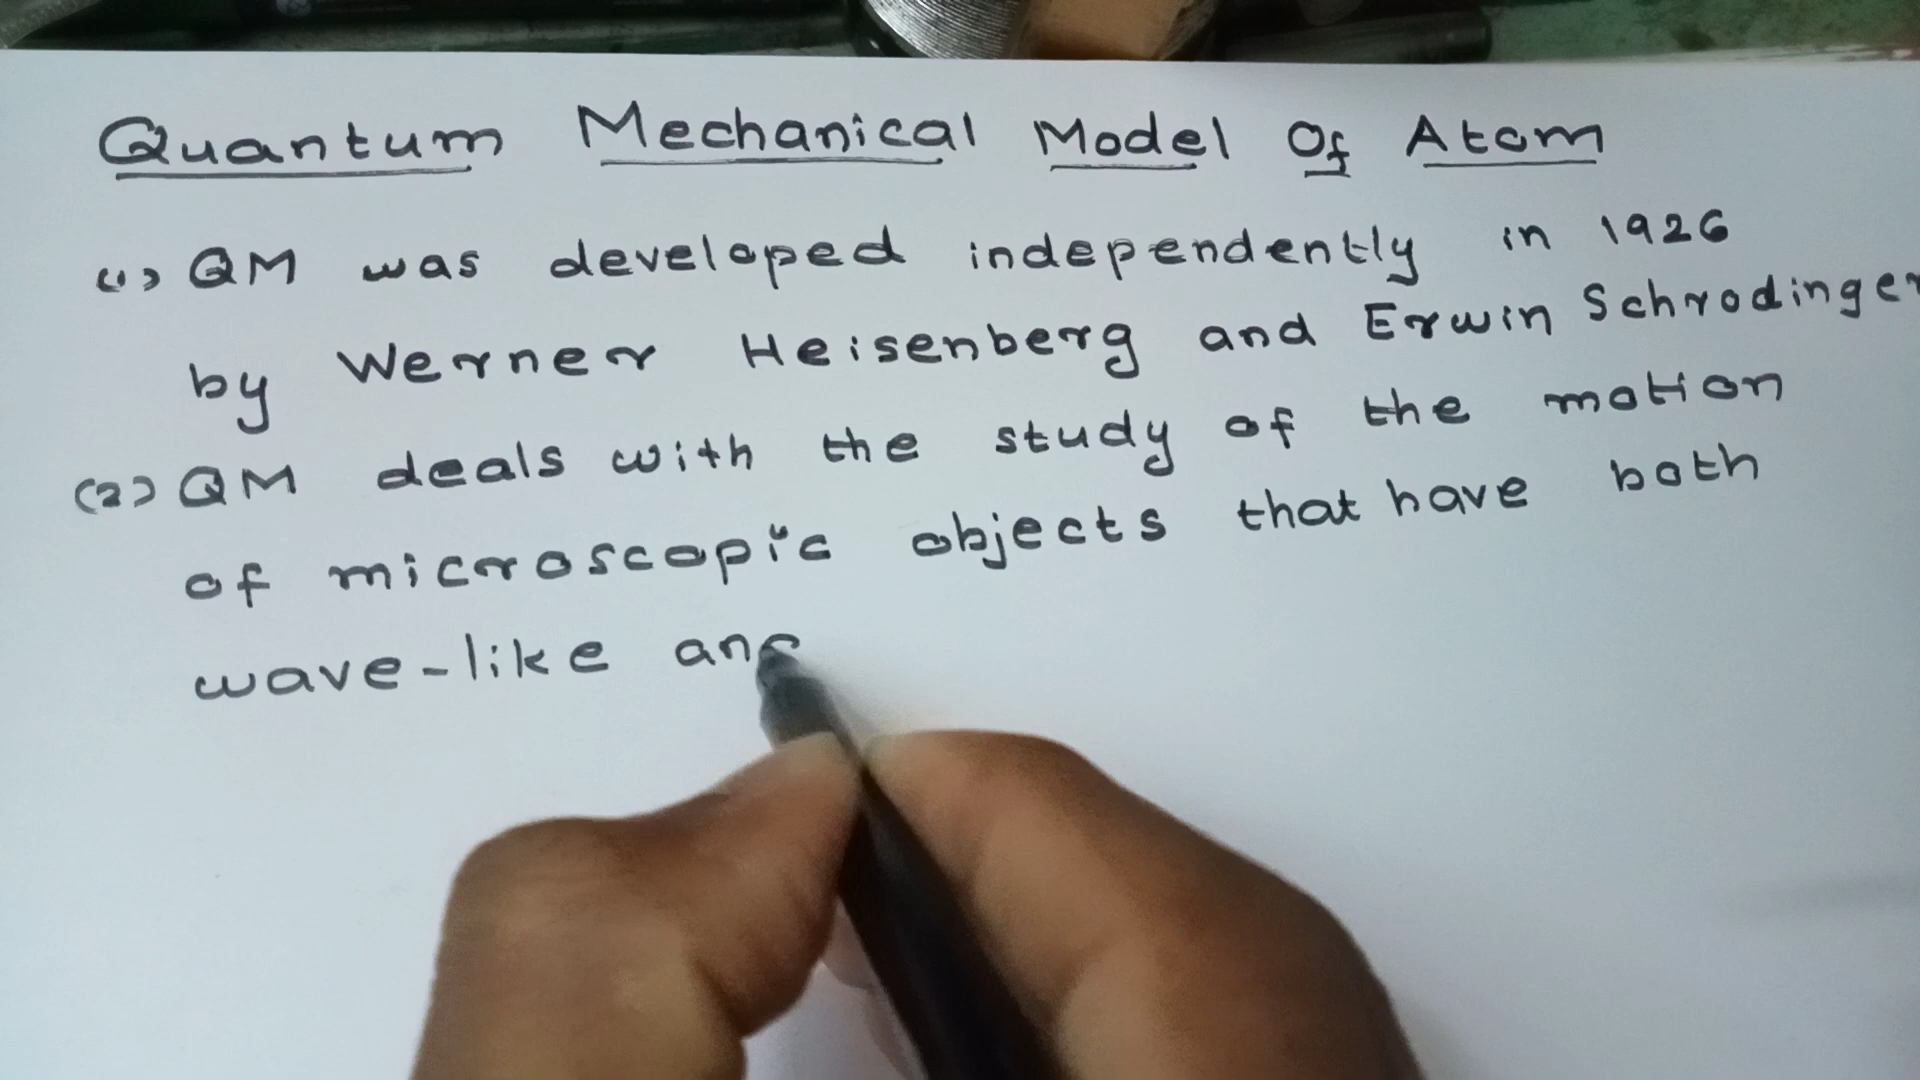 Quantum Mechanical Model Of Atom
(1) QM was developed independently in 1926
by Werner Heisenberg and Erwin Schrodinger
(2) QM deals with the study of the motion
of microscopic objects that have both
wave-like